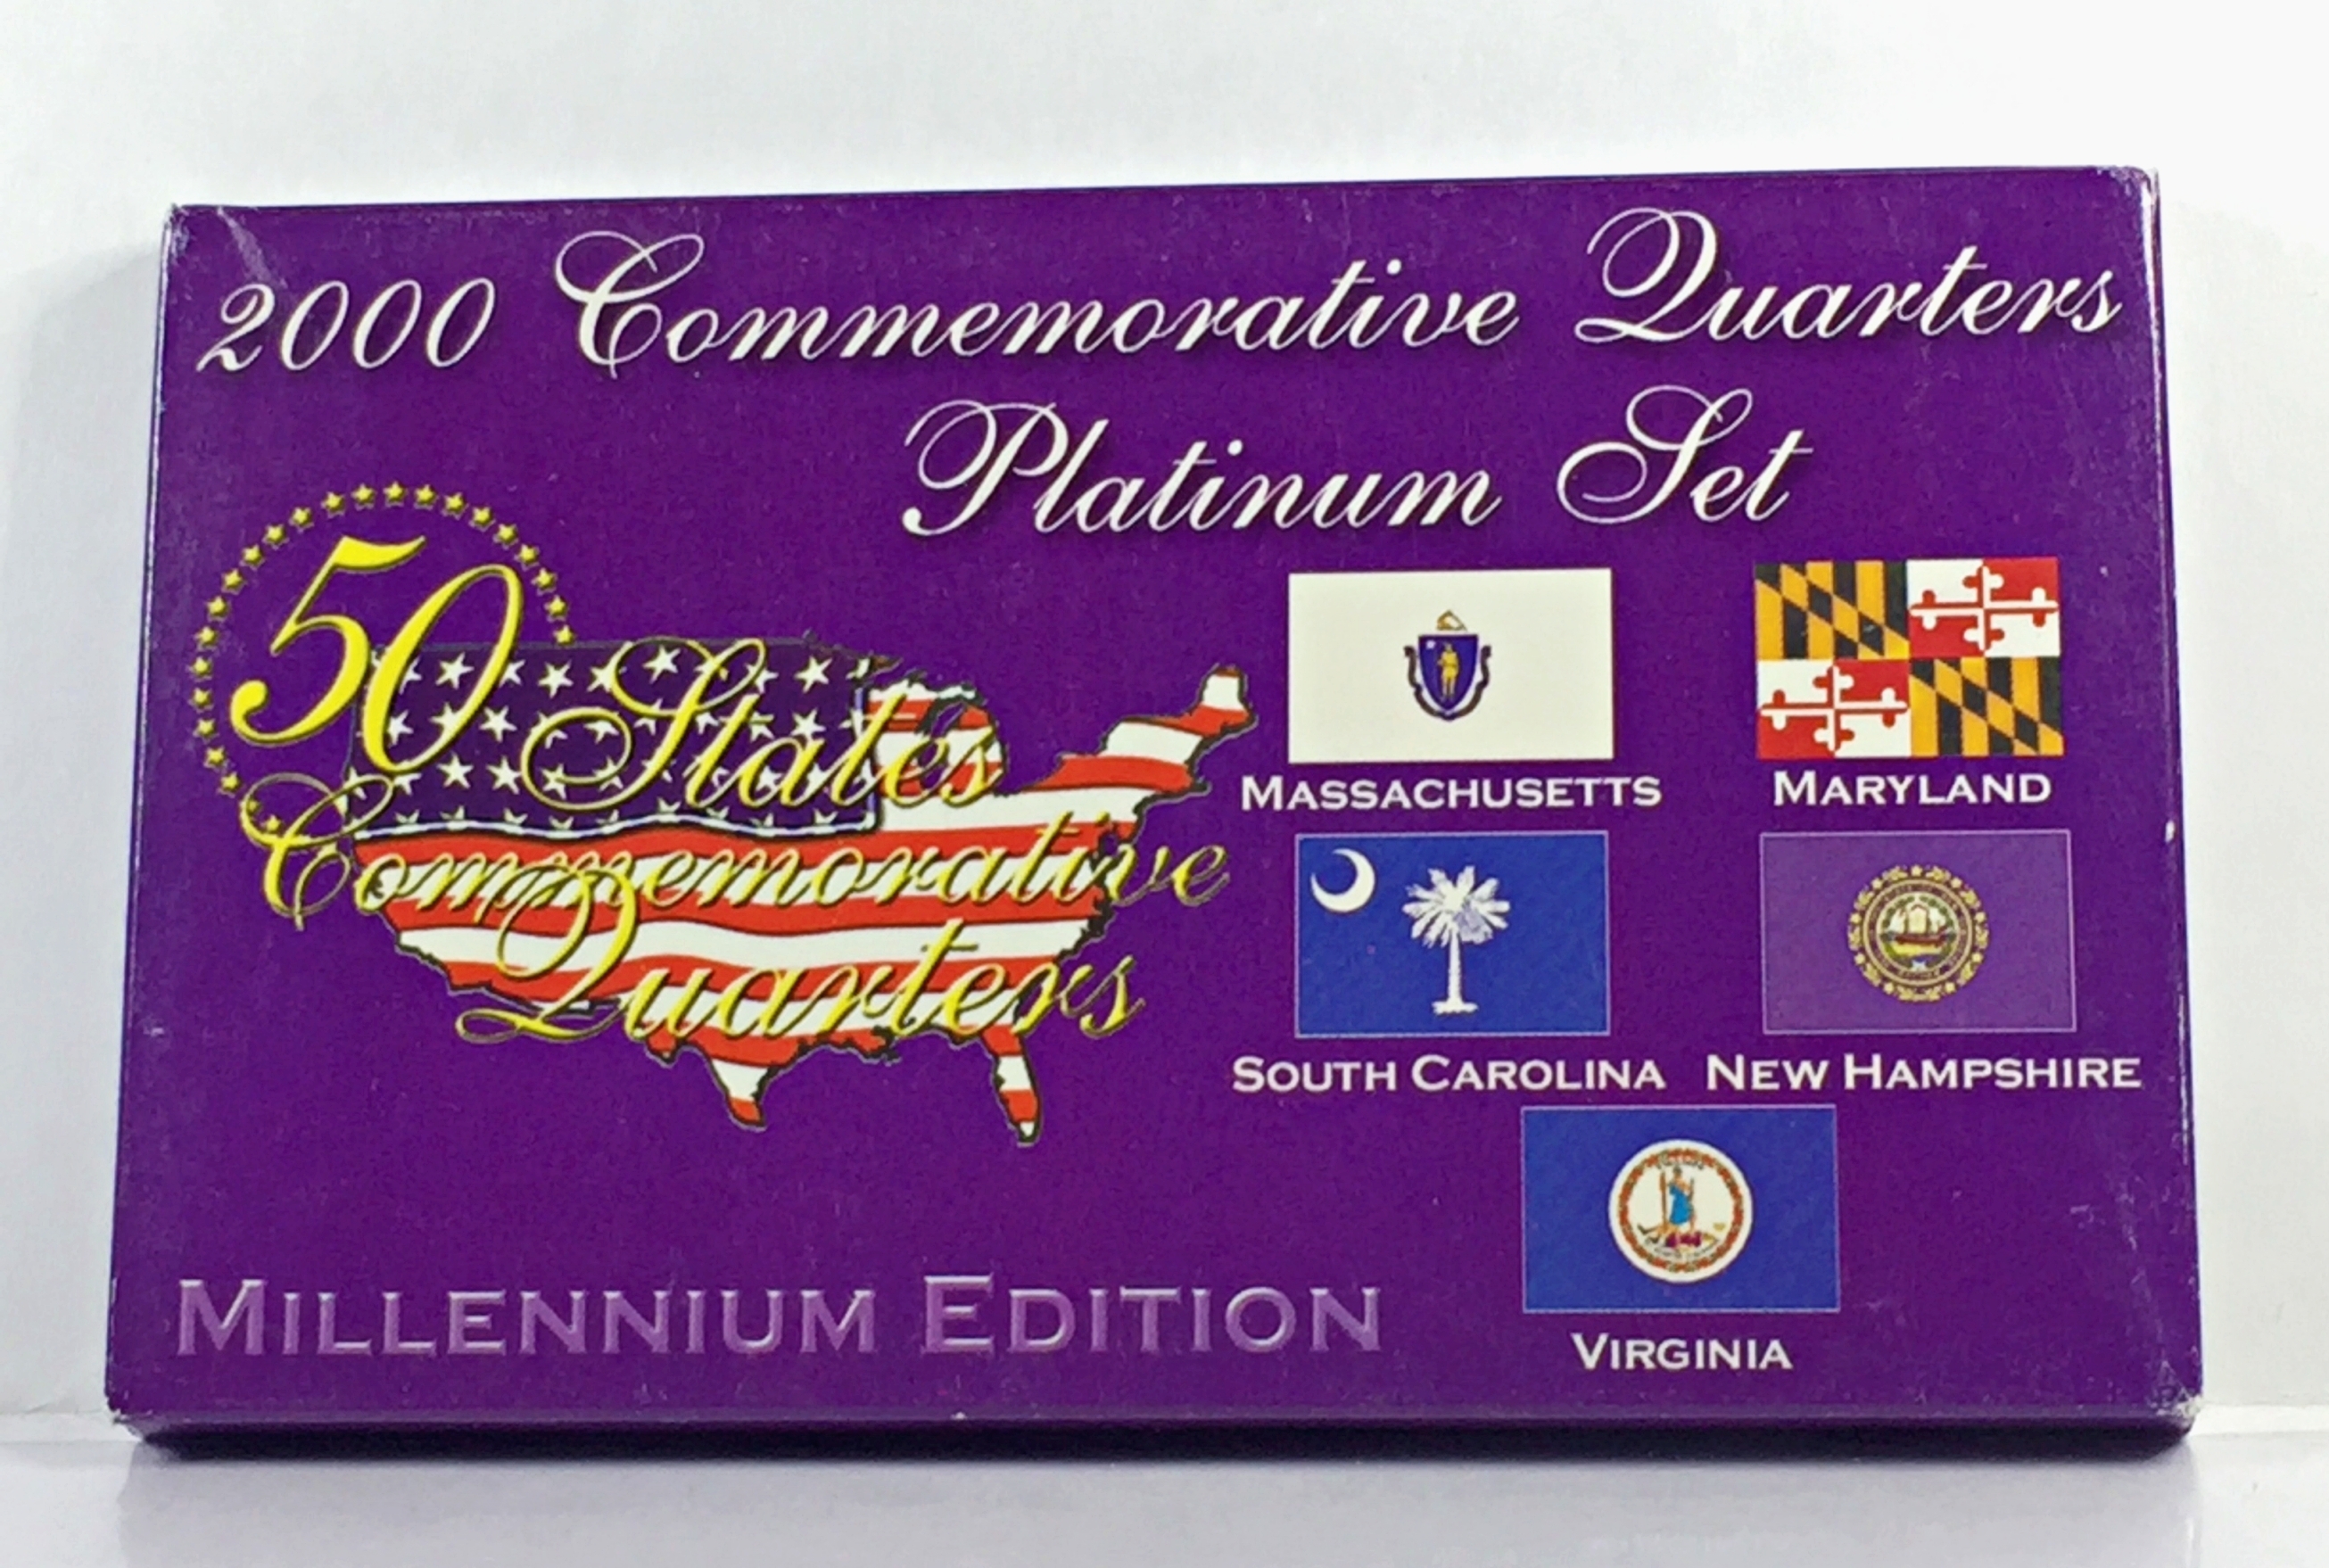 2000 Commemorative Quarters
Platinum Set
50 States
Commemorative
Quarters
MASSACHUSETTS
MARYLAND
SOUTH CAROLINA
NEW HAMPSHIRE
VIRGINIA
MILLENNIUM EDITION